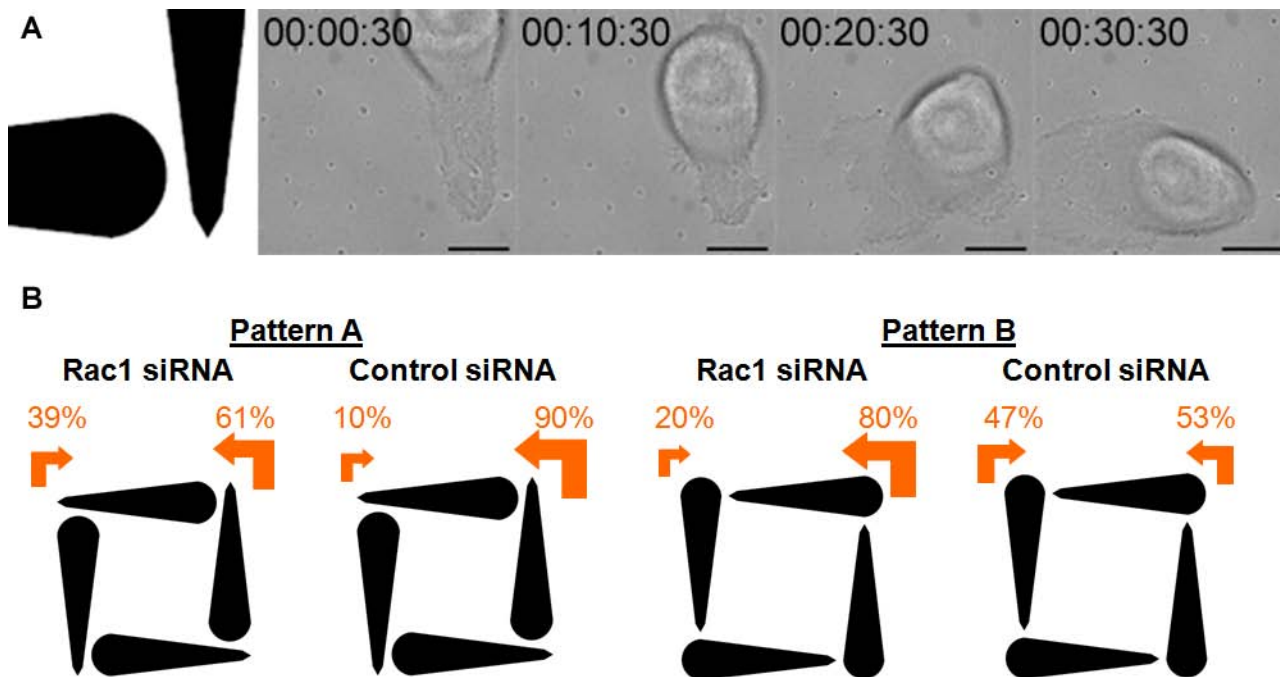 A
00:00:30 00:10:30 00:20:30 00:30:30
B
Pattern A Pattern B
Rac1 siRNA Control siRNA Rac1 siRNA Control siRNA
39% 61% 10% 90% 20% 80% 47% 53%